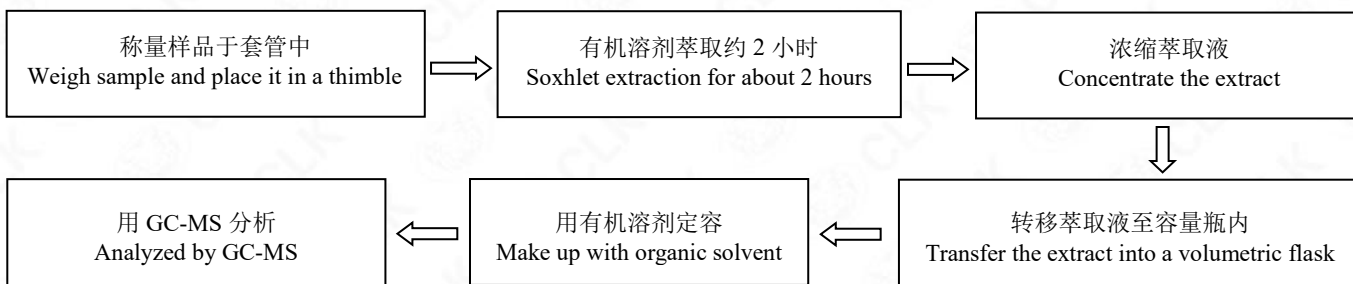 称量样品于套管中
Weigh sample and place it in a thimble
有机溶剂萃取约 2 小时
Soxhlet extraction for about 2 hours
浓缩萃取液
Concentrate the extract
转移萃取液至容量瓶内
Transfer the extract into a volumetric flask
用有机溶剂定容
Make up with organic solvent
用 GC-MS 分析
Analyzed by GC-MS